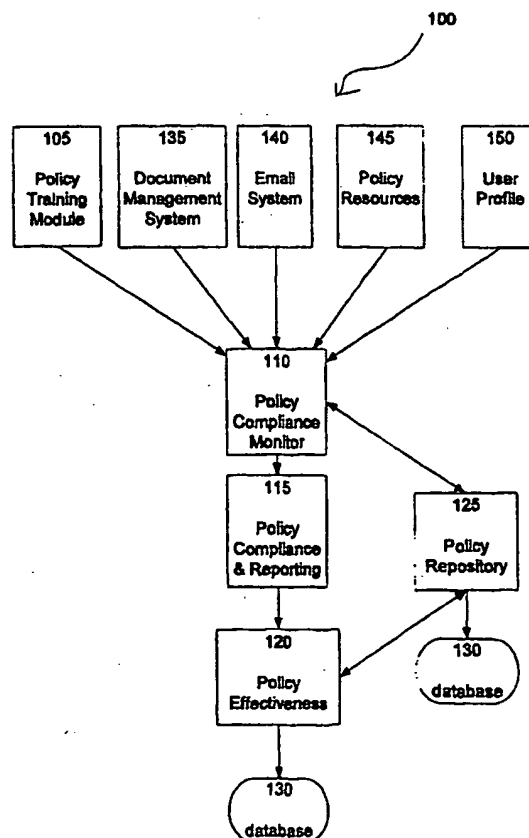 100
105
Policy
Training
Module
135
Document
Management
System
140
Email
System
145
Policy
Resources
150
User
Profile
110
Policy
Compliance
Monitor
115
Policy
Compliance
& Reporting
125
Policy
Repository
120
Policy
Effectiveness
130
database
130
database